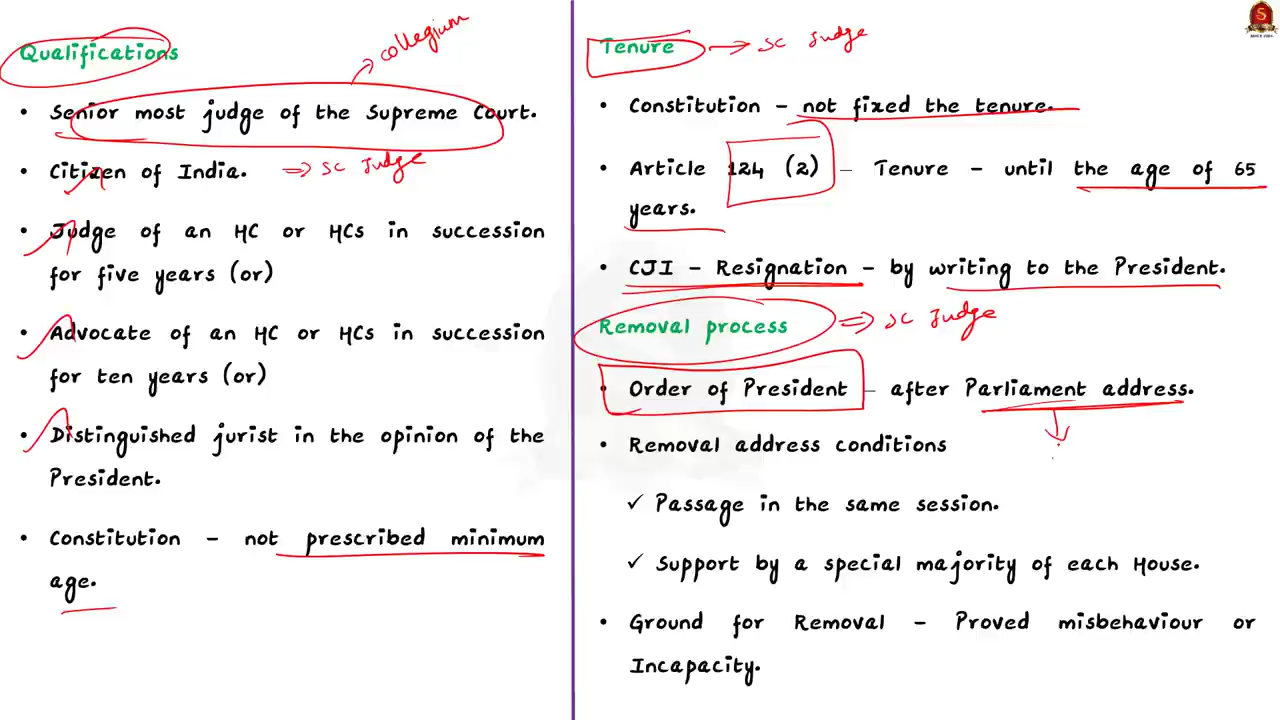 Qualifications
collegium
• Senior most judge of the Supreme Court.
• Citizen of India. ⇒ SC Judge
• Judge of an HC or HCs in succession
for five years (or)
• Advocate of an HC or HCs in succession
for ten years (or)
• Distinguished jurist in the opinion of the
President.
• Constitution – not prescribed minimum
age.
Tenure → SC Judge
• Constitution – not fixed the tenure.
• Article 124 (2) – Tenure – until the age of 65
years.
• CJI – Resignation – by writing to the President.
Removal process ⇒ SC Judge
• Order of President – after Parliament address.
• Removal address conditions
✓ Passage in the same session.
✓ Support by a special majority of each House.
• Ground for Removal – Proved misbehaviour or
Incapacity.
S
SINCE 2004